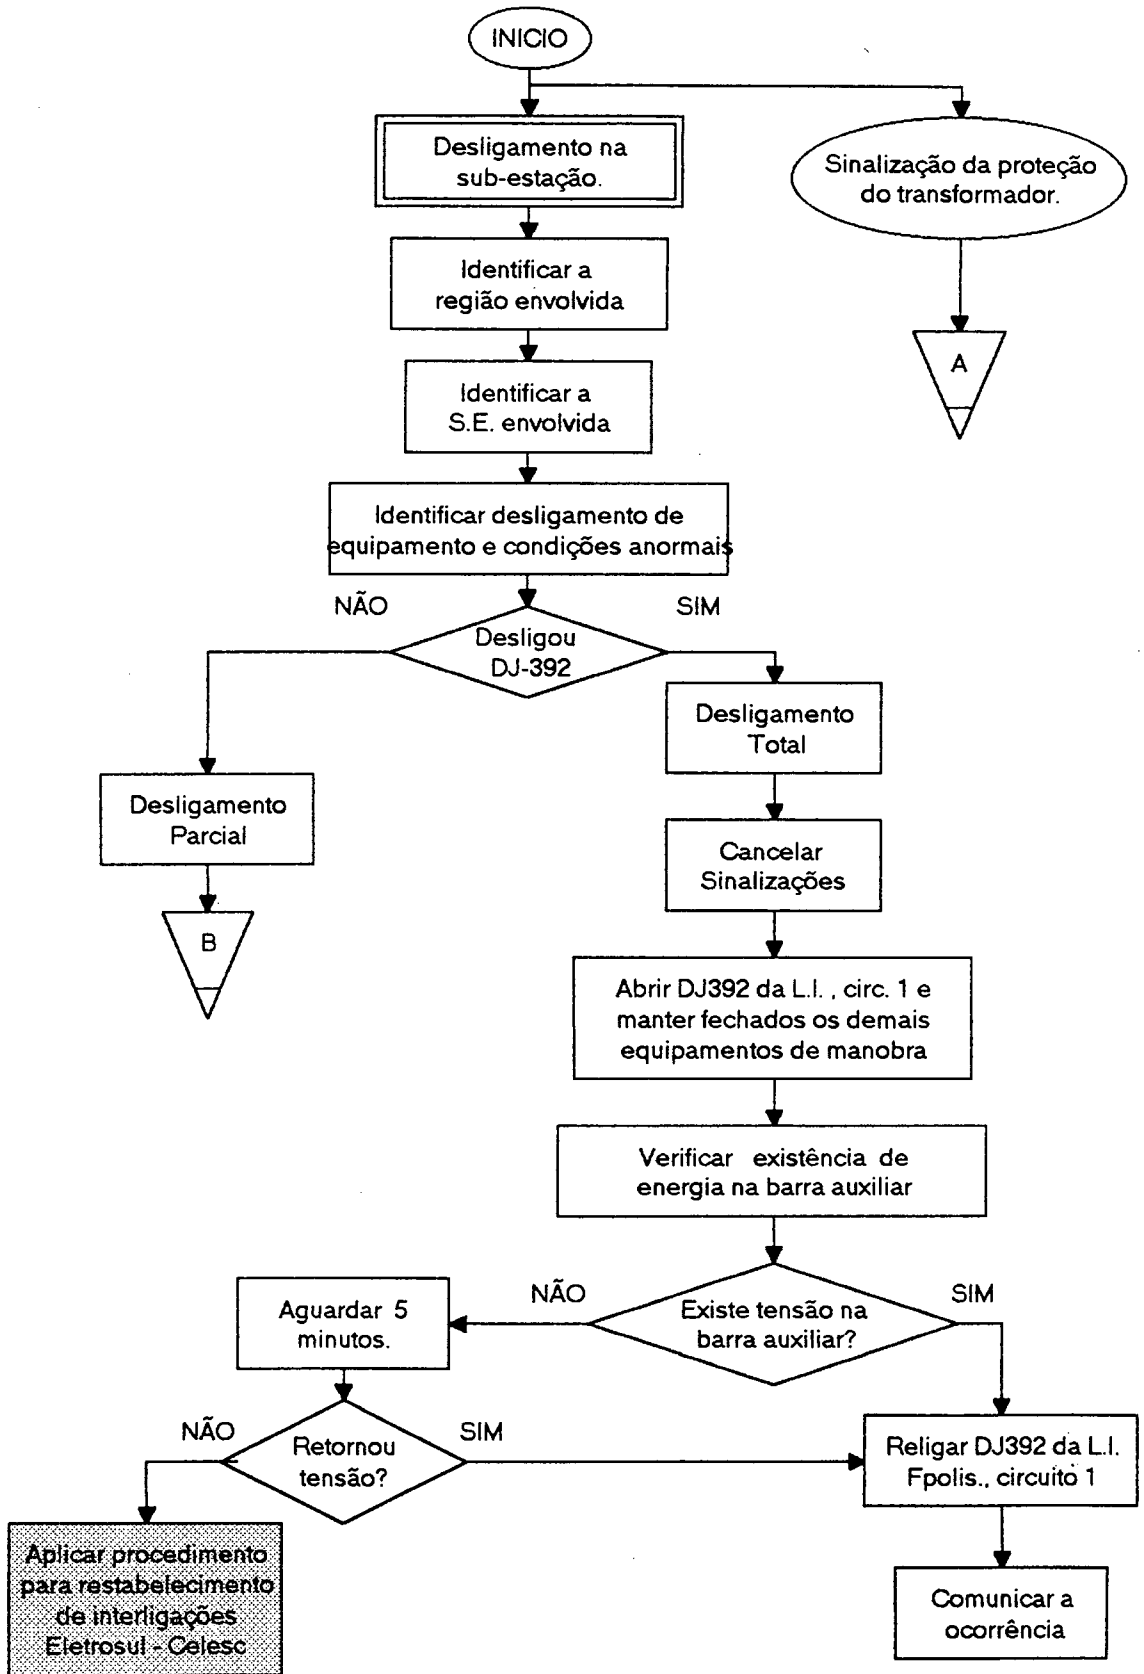 INICIO
Desligamento na
sub-estação.
Sinalização da proteção
do transformador.
Identificar a
região envolvida
A
Identificar a
S.E. envolvida
Identificar desligamento de
equipamento e condições anormais
NÃO
SIM
Desligou
DJ-392
Desligamento
Total
Desligamento
Parcial
Cancelar
Sinalizações
B
Abrir DJ392 da L.I. , circ. 1 e
manter fechados os demais
equipamentos de manobra
Verificar existência de
energia na barra auxiliar
NÃO
SIM
Existe tensão na
barra auxiliar?
Aguardar 5
minutos.
NÃO
SIM
Retornou
tensão?
Religar DJ392 da L.I.
Fpolis., circuito 1
Aplicar procedimento
para restabelecimento
de interligações
Eletrosul - Celesc
Comunicar a
ocorrência